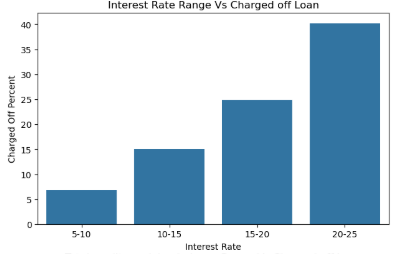 Interest Rate Range Vs Charged off Loan
Charged Off Percent
40
35
30
25
20
15
10
5
0
5-10 10-15 15-20 20-25
Interest Rate